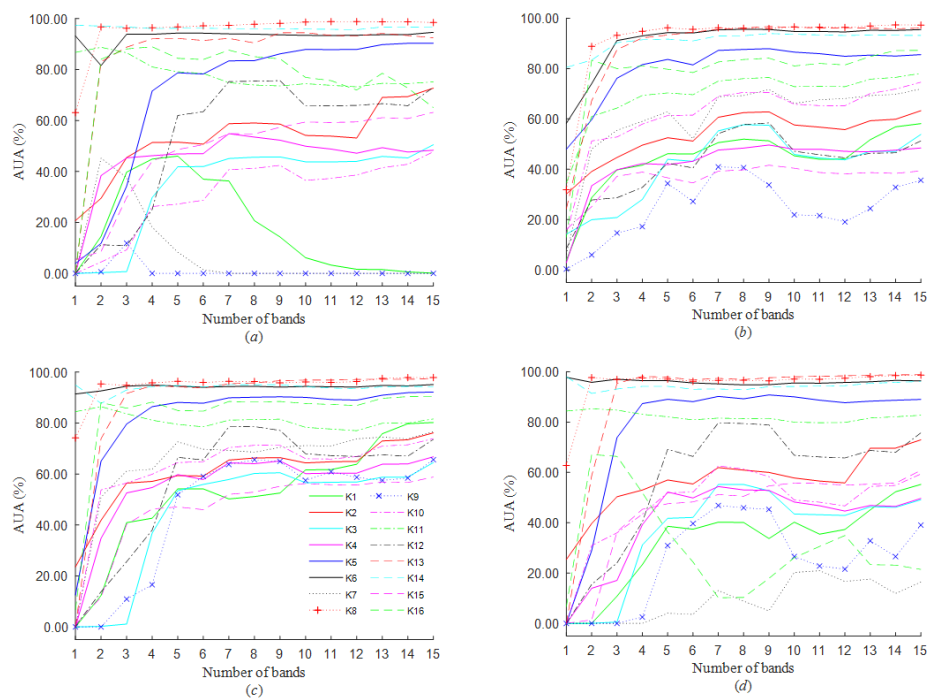 100.00
80.00
60.00
40.00
20.00
0.00
AUA (%)
1 2 3 4 5 6 7 8 9 10 11 12 13 14 15
Number of bands
(a)
100.00
80.00
60.00
40.00
20.00
0.00
AUA (%)
1 2 3 4 5 6 7 8 9 10 11 12 13 14 15
Number of bands
(b)
100.00
80.00
60.00
40.00
20.00
0.00
AUA (%)
K1
K2
K3
K4
K5
K6
K7
K8
K9
K10
K11
K12
K13
K14
K15
K16
1 2 3 4 5 6 7 8 9 10 11 12 13 14 15
Number of bands
(c)
100.00
80.00
60.00
40.00
20.00
0.00
AUA (%)
1 2 3 4 5 6 7 8 9 10 11 12 13 14 15
Number of bands
(d)